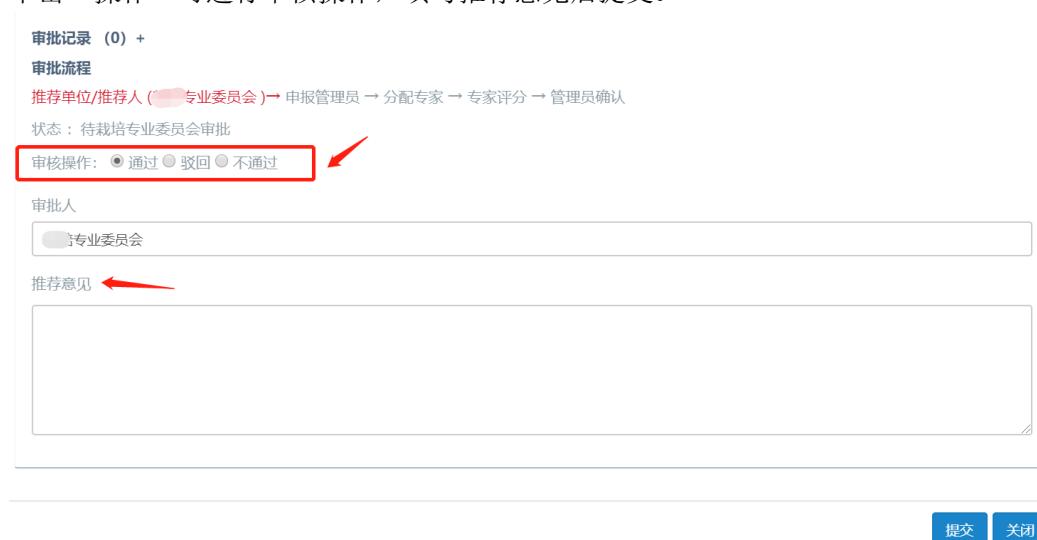 审批记录 (0) +
审批流程
推荐单位/推荐人 ( 专业委员会 )→ 申报管理员 → 分配专家 → 专家评分 → 管理员确认
状态 : 待栽培专业委员会审批
审核操作: 通过 驳回 不通过
审批人
专业委员会
推荐意见
提交 关闭